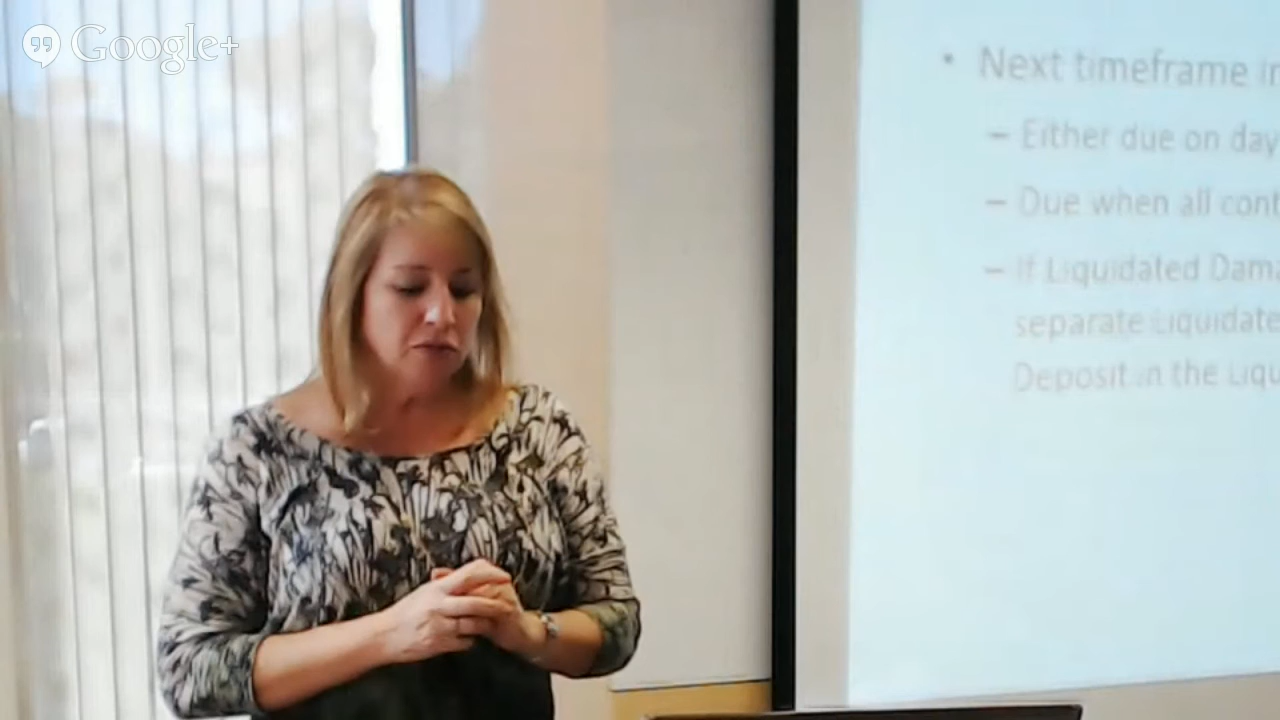 Google+
• Next timeframe in
– Either due on day
– Due when all cont
– If Liquidated Dama
separate Liquidate
Deposit in the Liqu